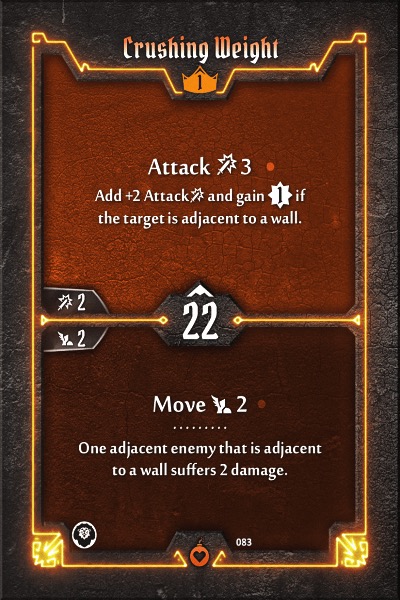 Crushing Weight
1
Attack 3
Add +2 Attack and gain 1 if
the target is adjacent to a wall.
2
22
2
Move 2
One adjacent enemy that is adjacent
to a wall suffers 2 damage.
083